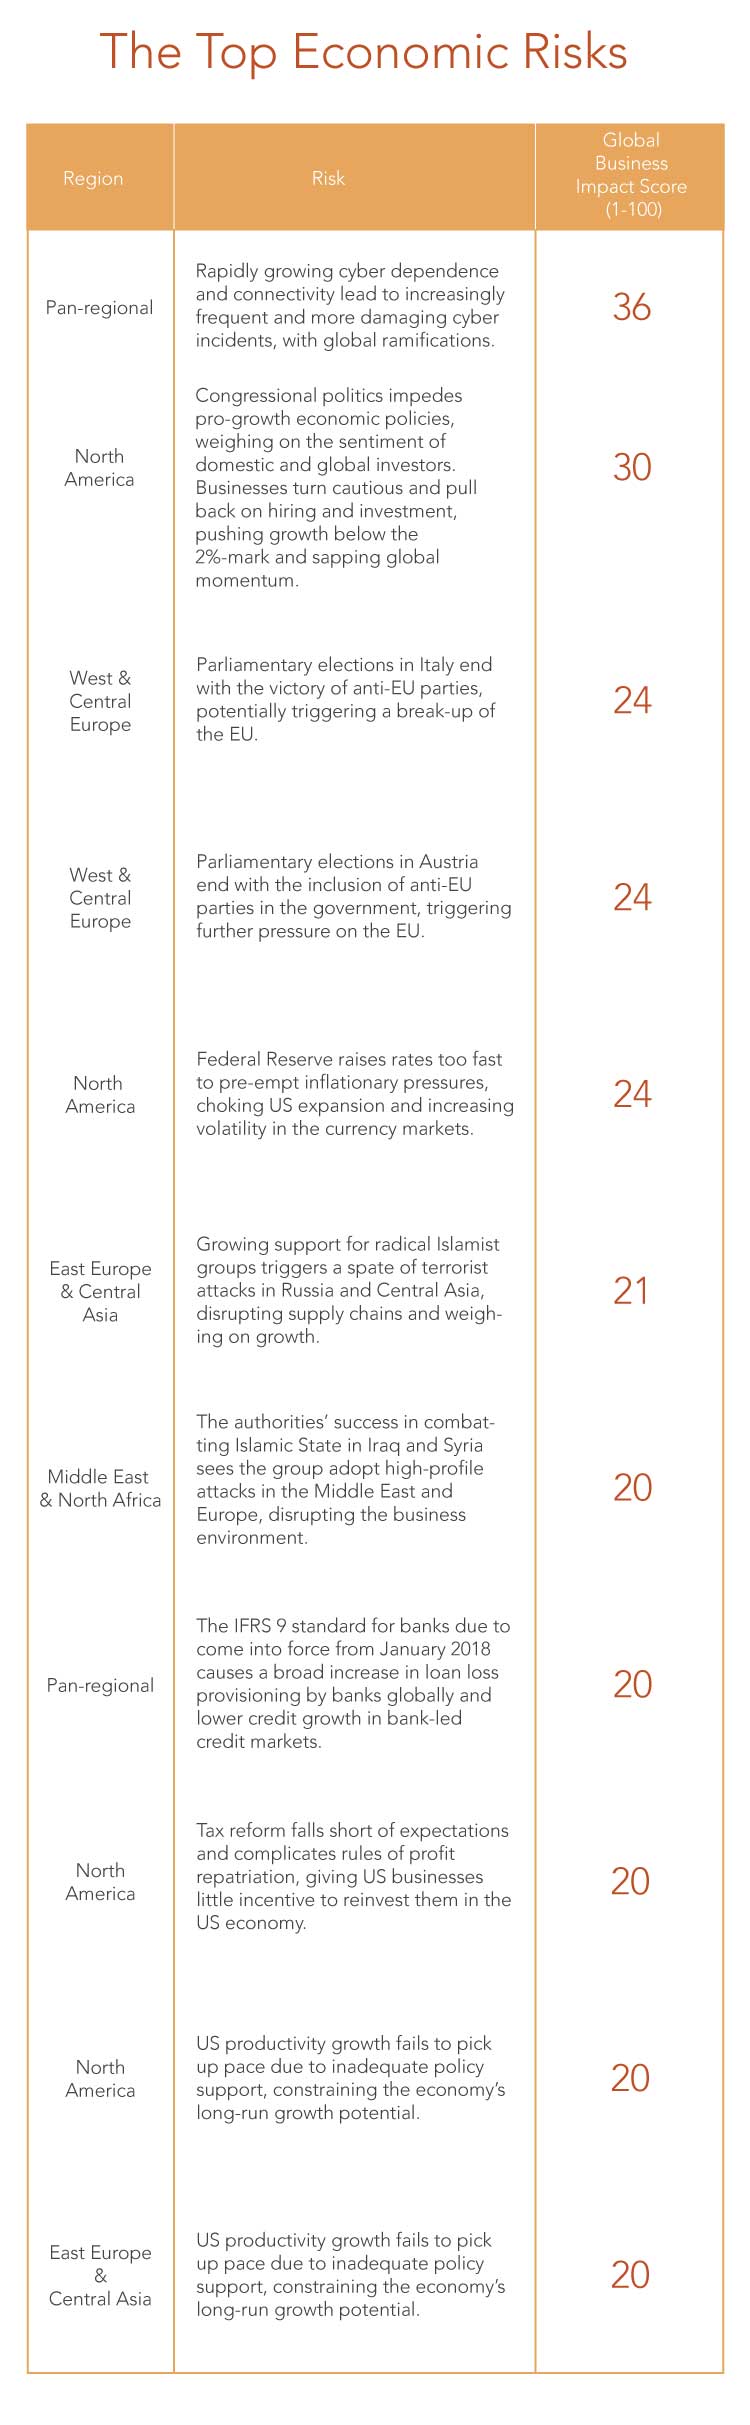 The Top Economic Risks
Region
Risk
Global
Business
Impact Score
(1-100)
Pan-regional
Rapidly growing cyber dependence
and connectivity lead to increasingly
frequent and more damaging cyber
incidents, with global ramifications.
36
North
America
Congressional politics impedes
pro-growth economic policies,
weighing on the sentiment of
domestic and global investors.
Businesses turn cautious and pull
back on hiring and investment,
pushing growth below the
2%-mark and sapping global
momentum.
30
West &
Central
Europe
Parliamentary elections in Italy end
with the victory of anti-EU parties,
potentially triggering a break-up of
the EU.
24
West &
Central
Europe
Parliamentary elections in Austria
end with the inclusion of anti-EU
parties in the government, triggering
further pressure on the EU.
24
North
America
Federal Reserve raises rates too fast
to pre-empt inflationary pressures,
choking US expansion and increasing
volatility in the currency markets.
24
East Europe
& Central
Asia
Growing support for radical Islamist
groups triggers a spate of terrorist
attacks in Russia and Central Asia,
disrupting supply chains and weigh-
ing on growth.
21
Middle East
& North Africa
The authorities’ success in combat-
ting Islamic State in Iraq and Syria
sees the group adopt high-profile
attacks in the Middle East and
Europe, disrupting the business
environment.
20
Pan-regional
The IFRS 9 standard for banks due to
come into force from January 2018
causes a broad increase in loan loss
provisioning by banks globally and
lower credit growth in bank-led
credit markets.
20
North
America
Tax reform falls short of expectations
and complicates rules of profit
repatriation, giving US businesses
little incentive to reinvest them in the
US economy.
20
North
America
US productivity growth fails to pick
up pace due to inadequate policy
support, constraining the economy’s
long-run growth potential.
20
East Europe
&
Central Asia
US productivity growth fails to pick
up pace due to inadequate policy
support, constraining the economy’s
long-run growth potential.
20